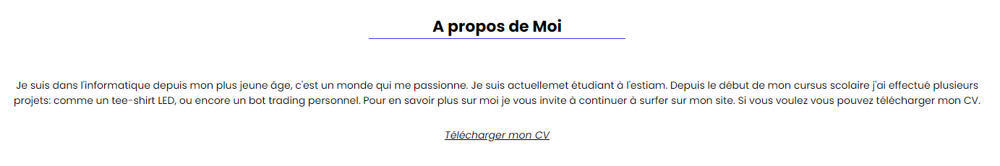 A propos de Moi
Je suis dans l'informatique depuis mon plus jeune âge, c'est un monde qui me passionne. Je suis actuellemet étudiant à l'estiam. Depuis le début de mon cursus scolaire j'ai effectué plusieurs
projets: comme un tee-shirt LED, ou encore un bot trading personnel. Pour en savoir plus sur moi je vous invite à continuer à surfer sur mon site. Si vous voulez vous pouvez télécharger mon CV.
Télécharger mon CV